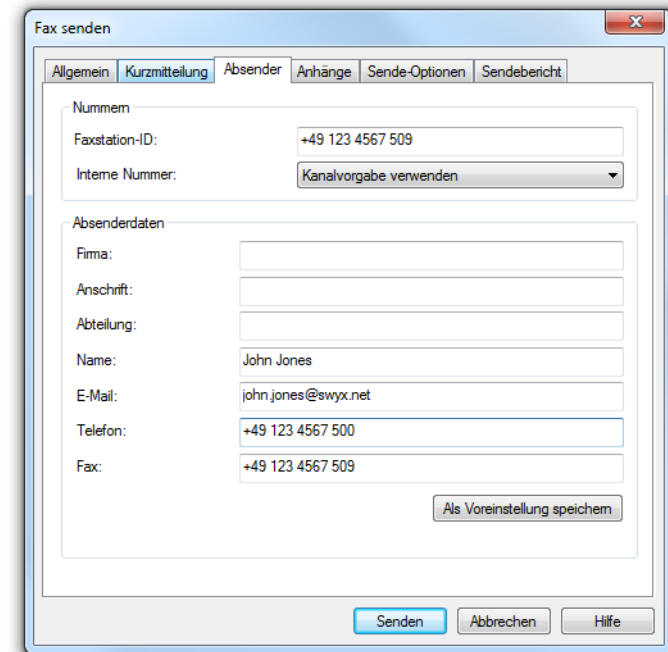 Fax senden
Allgemein Kurzmitteilung Absender Anhänge Sende-Optionen Sendebericht
Nummern
Faxstation-ID: +49 123 4567 509
Interne Nummer: Kanalvorgabe verwenden
Absenderdaten
Firma:
Anschrift:
Abteilung:
Name: John Jones
E-Mail: john.jones@swyx.net
Telefon: +49 123 4567 500
Fax: +49 123 4567 509
Als Voreinstellung speichern
Senden Abbrechen Hilfe